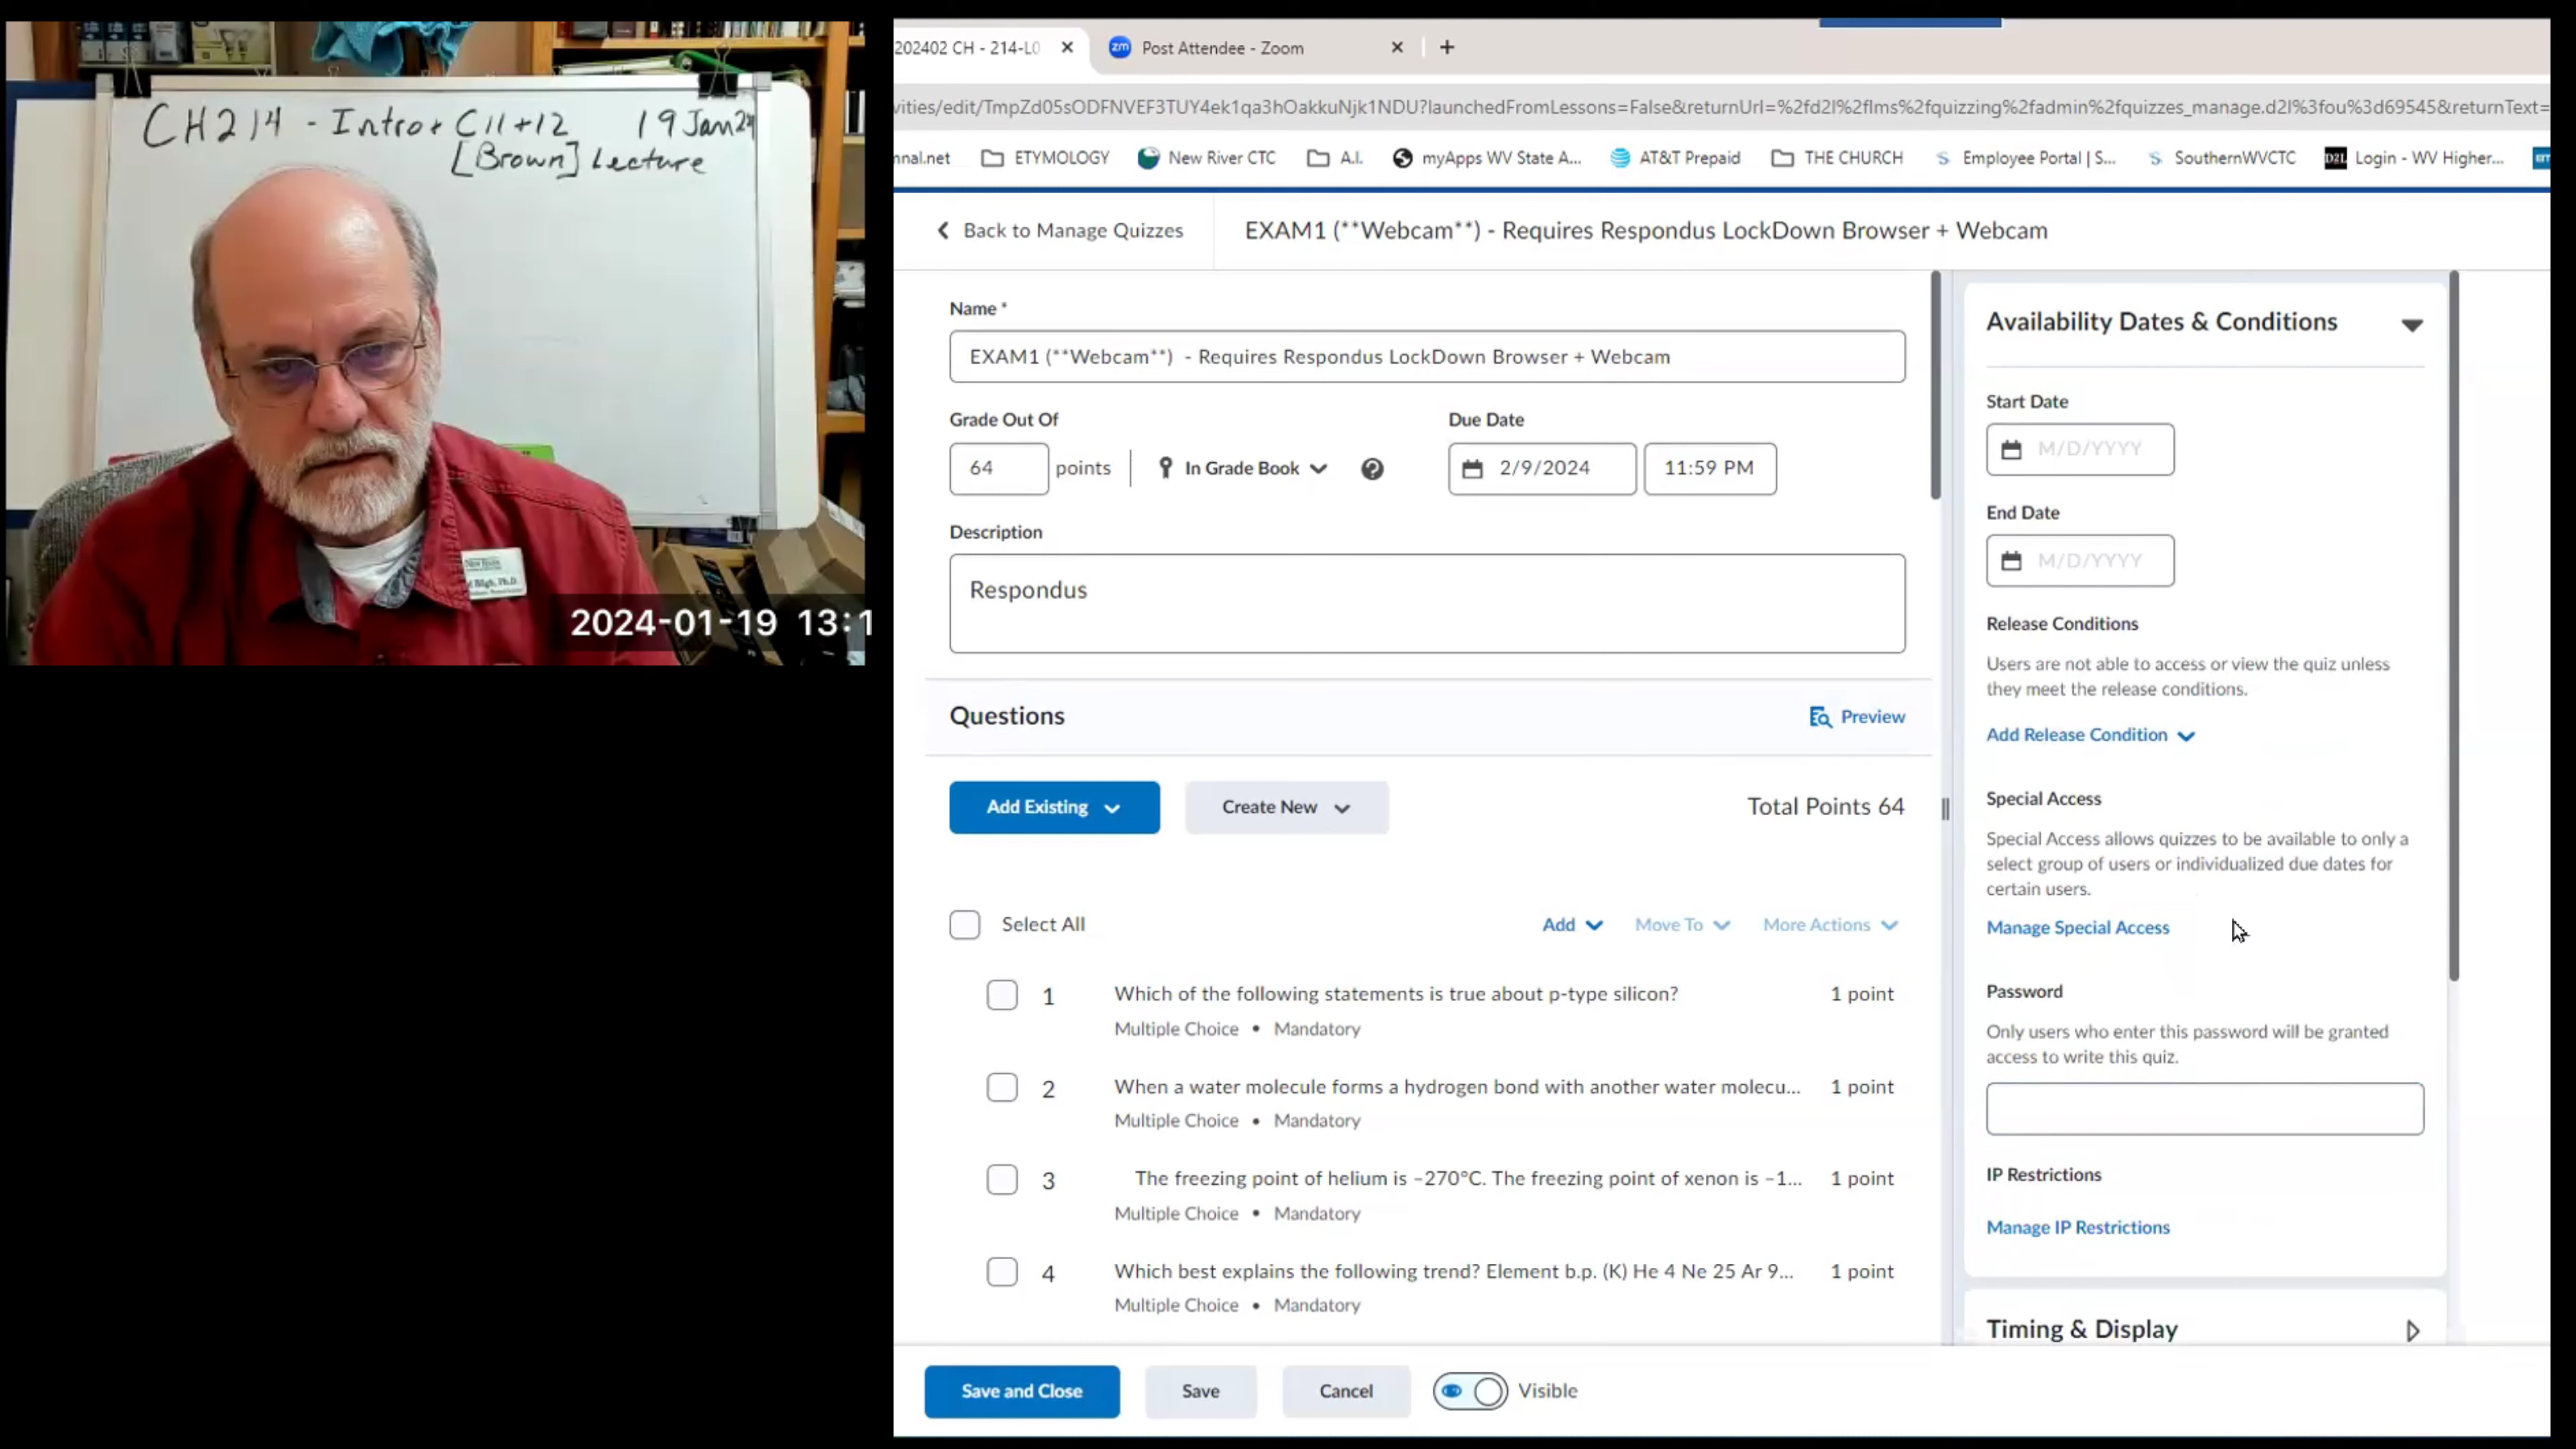 CH214 - Intro + C11+12 19 Jan24
[Brown] Lecture
Ph.D.
2024-01-19 13:1
202402 CH - 214-L0
Post Attendee - Zoom
vities/edit/TmpZd05sODFNVEF3TUY4ek1qa3hOakkuNjk1NDU?launchedFromLessons=False&returnUrl=%2fd2l%2flms%2fquizzing%2fadmin%2fquizzes_manage.d2l%3fou%3d69545&returnText=
nnal.net ETYMOLOGY New River CTC A.I. myApps WV State A... AT&T Prepaid THE CHURCH Employee Portal | S... SouthernWVCTC D2L Login - WV Higher...
Back to Manage Quizzes
EXAM1 (**Webcam**) - Requires Respondus LockDown Browser + Webcam
Name *
EXAM1 (**Webcam**) - Requires Respondus LockDown Browser + Webcam
Grade Out Of
64 points In Grade Book
Due Date
2/9/2024 11:59 PM
Description
Respondus
Questions
Preview
Add Existing
Create New
Total Points 64
Select All
Add
Move To
More Actions
1 Which of the following statements is true about p-type silicon? 1 point
Multiple Choice • Mandatory
2 When a water molecule forms a hydrogen bond with another water molecu... 1 point
Multiple Choice • Mandatory
3 The freezing point of helium is −270°C. The freezing point of xenon is −1... 1 point
Multiple Choice • Mandatory
4 Which best explains the following trend? Element b.p. (K) He 4 Ne 25 Ar 9... 1 point
Multiple Choice • Mandatory
Availability Dates & Conditions
Start Date
M/D/YYYY
End Date
M/D/YYYY
Release Conditions
Users are not able to access or view the quiz unless
they meet the release conditions.
Add Release Condition
Special Access
Special Access allows quizzes to be available to only a
select group of users or individualized due dates for
certain users.
Manage Special Access
Password
Only users who enter this password will be granted
access to write this quiz.
IP Restrictions
Manage IP Restrictions
Timing & Display
Save and Close
Save
Cancel
Visible